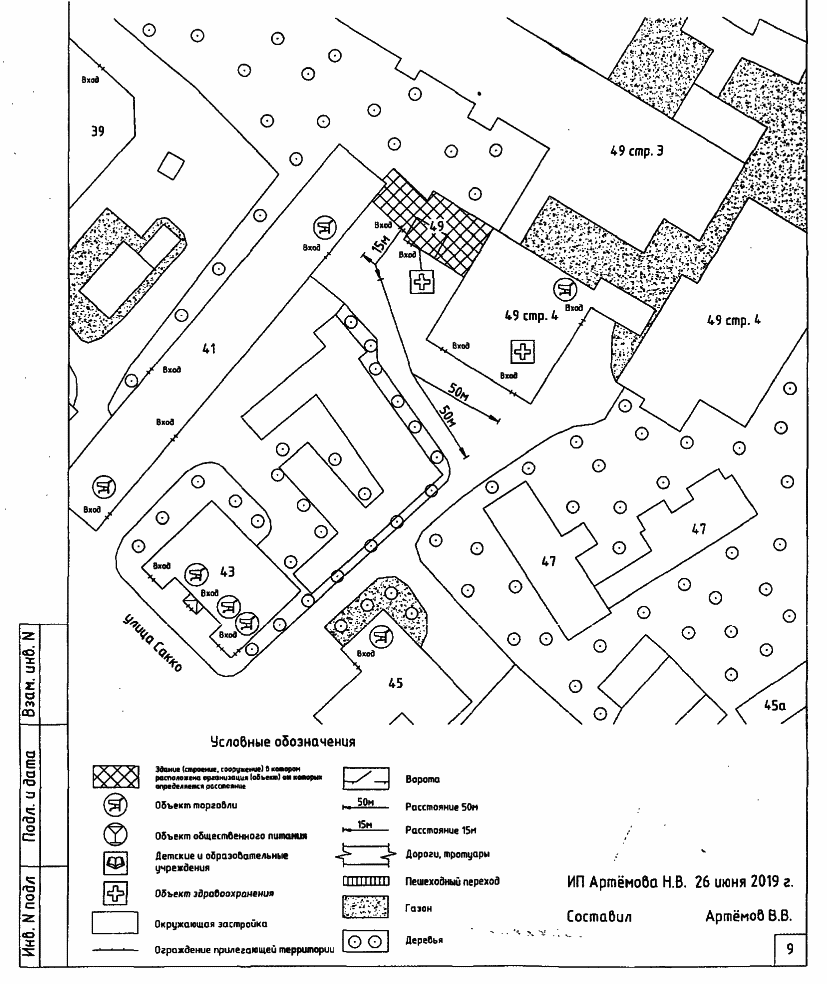 Вход
39
49 стр. 3
Вход
49
15м
Вход
Вход
49 стр. 4
Вход
49 стр. 4
41
Вход
Вход
Вход
50м
50м
Вход
Вход
47
47
Вход
43
Вход
Вход
улица Сакко
Вход
45
45а
Взам. инв. N
Подп. и дата
Инв. N подл
Условные обозначения
Здание (строение, сооружение) в котором
расположена организация (объект) от которых
определяется расстояние
Объект торговли
Объект общественного питания
Детские и образовательные
учреждения
Объект здравоохранения
Окружающая застройка
Ограждение прилегающей территории
Ворота
50м
Расстояние 50м
15м
Расстояние 15м
Дороги, тротуары
Пешеходный переход
Газон
Деревья
ИП Артёмова Н.В. 26 июня 2019 г.
Составил Артёмов В.В.
9